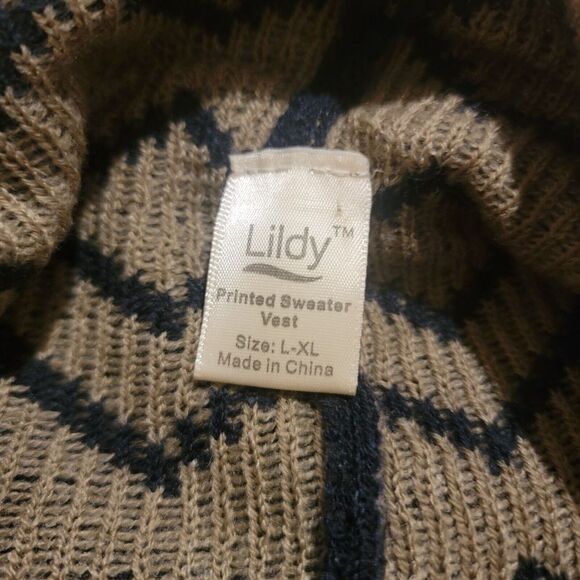 Lildy™
Printed Sweater
Vest
Size: L-XL
Made in China